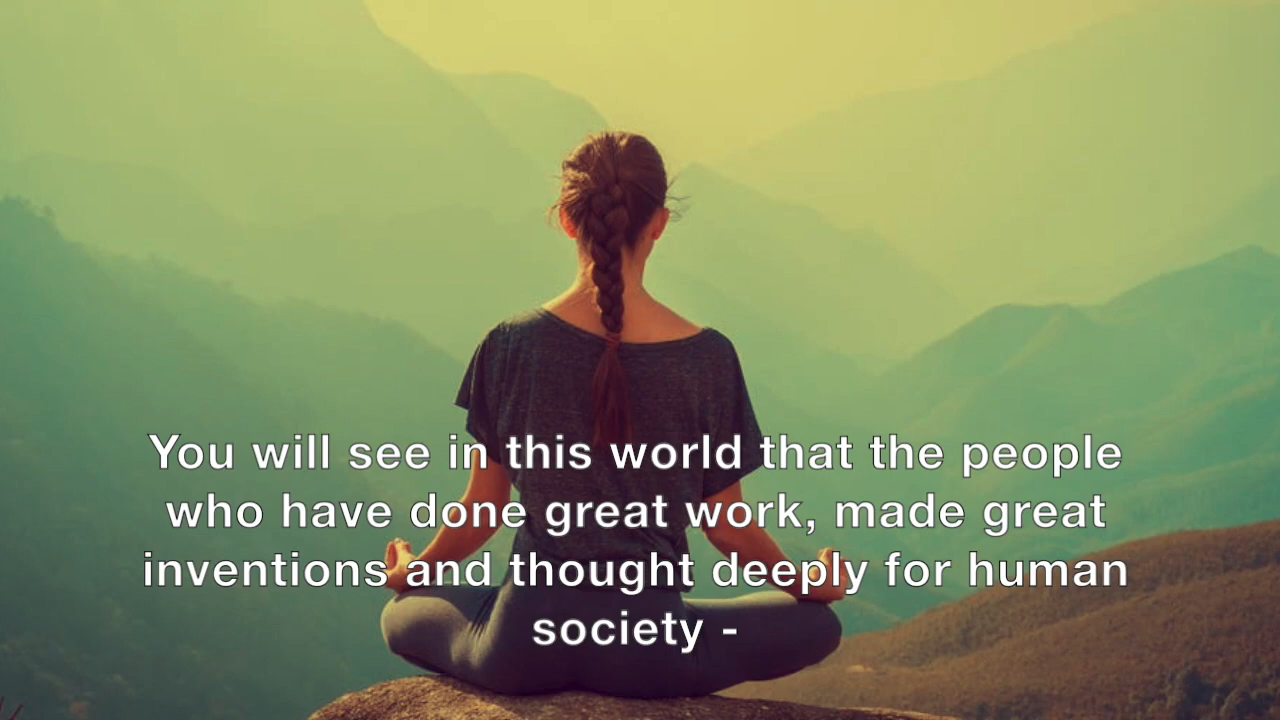 You will see in this world that the people
who have done great work, made great
inventions and thought deeply for human
society -